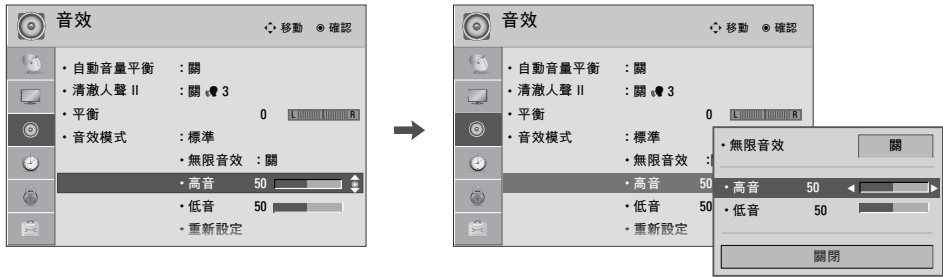 音效
移動 確認
・自動音量平衡 ：關
・清澈人聲 II ：關 3
・平衡 0 L R
・音效模式 ：標準
・無限音效 ：關
・高音 50
・低音 50
・重新設定
音效
移動 確認
・自動音量平衡 ：關
・清澈人聲 II ：關 3
・平衡 0 L R
・音效模式 ：標準
・無限音效 ：
・高音 50
・低音 50
・重新設定
・無限音效 關
・高音 50
・低音 50
關閉